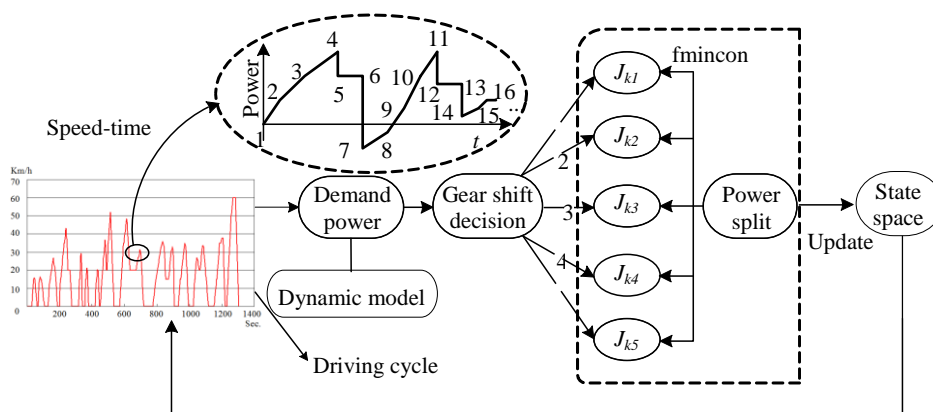 4
11
fmincon
Power
3
6
10
J_{k1}
2
5
12
13
16
9
14
15
...
1
t
7
8
Speed-time
2
J_{k2}
Km/h
70
60
50
40
30
20
10
0
200
400
600
800
1000
1200
1400
Sec.
Demand
power
Gear shift
decision
3
J_{k3}
Power
split
State
space
Update
4
J_{k4}
Dynamic model
J_{k5}
Driving cycle